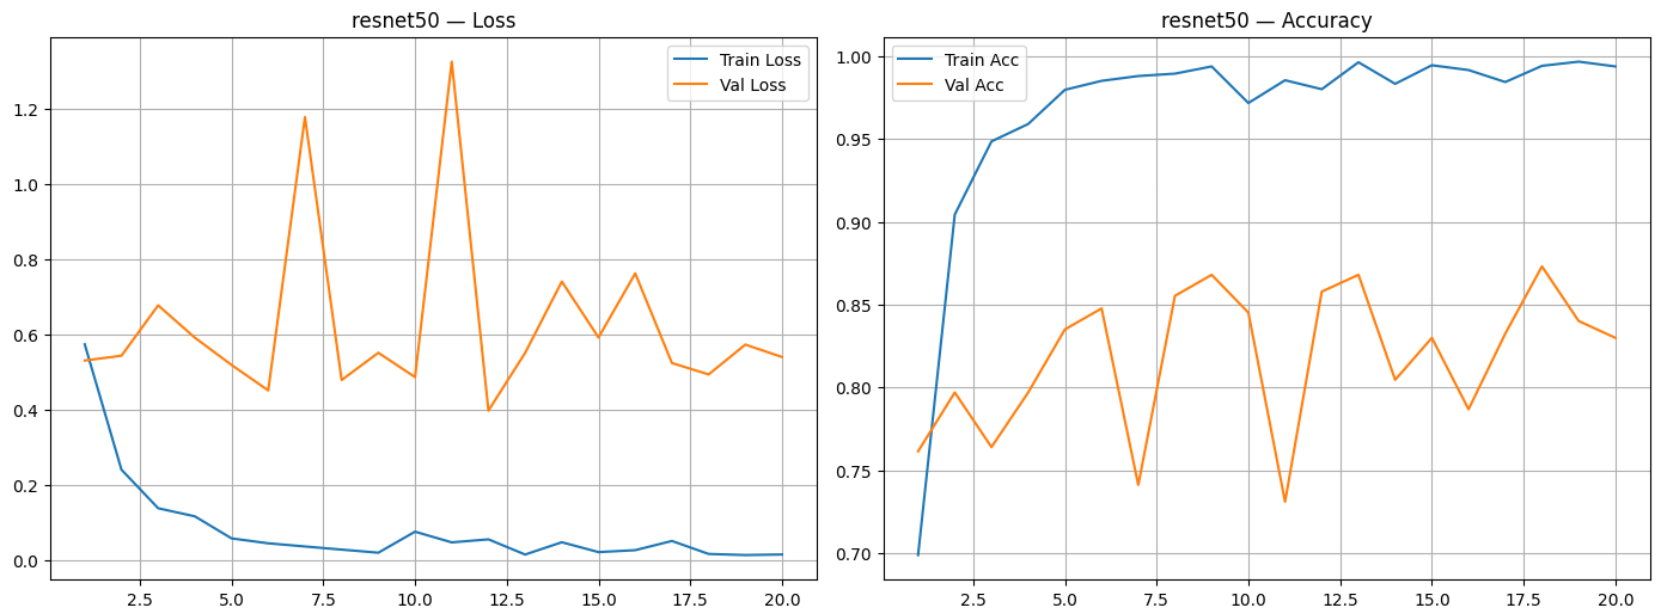 resnet50 — Loss
Train Loss
Val Loss
1.2
1.0
0.8
0.6
0.4
0.2
0.0
2.5 5.0 7.5 10.0 12.5 15.0 17.5 20.0
resnet50 — Accuracy
Train Acc
Val Acc
1.00
0.95
0.90
0.85
0.80
0.75
0.70
2.5 5.0 7.5 10.0 12.5 15.0 17.5 20.0